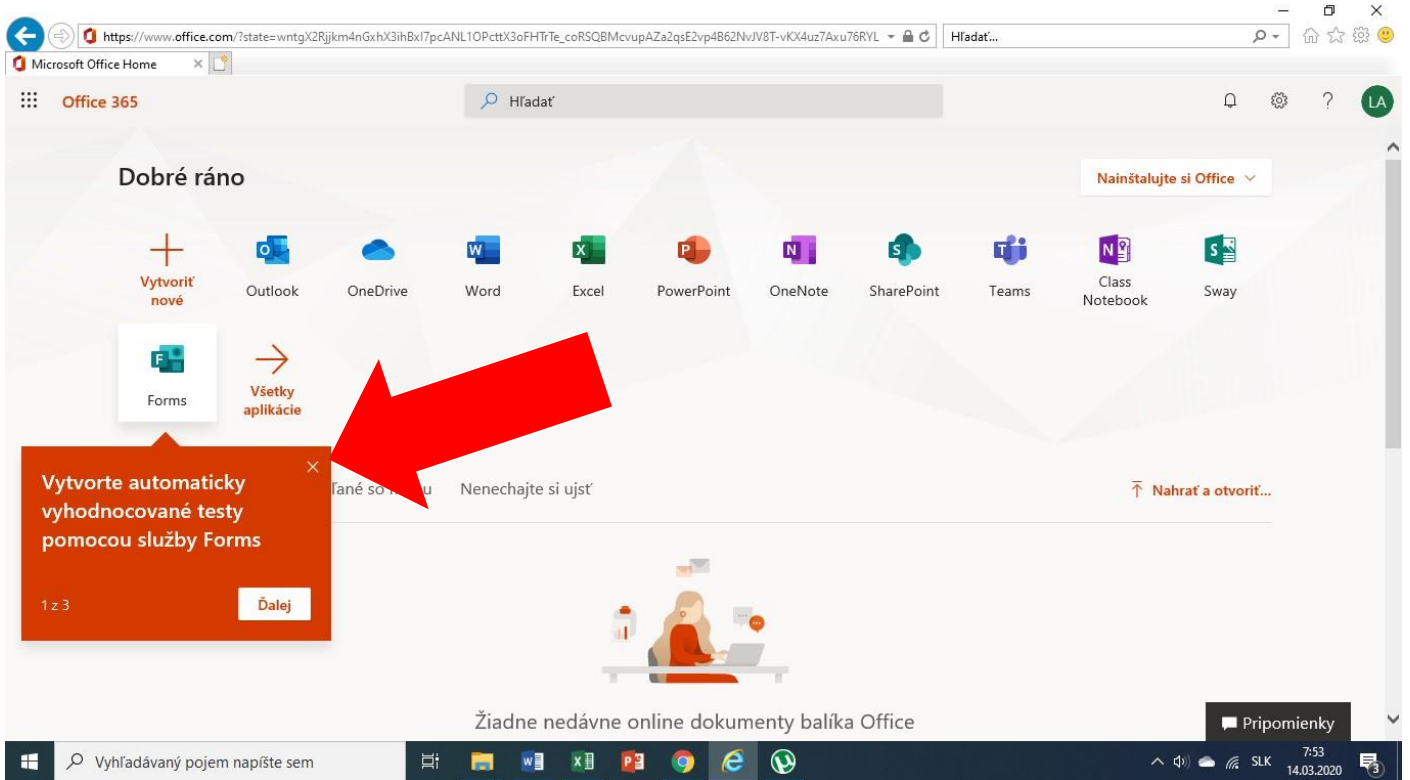 https://www.office.com/?state=wntgX2Rjjkm4nGxhX3ihBxI7pcANL1OPcttX3oFHTrTe_coRSQBMcvupAZa2qsE2vp4B62NvJV8T-vKX4uz7Axu76RYL
Hľadať...
Microsoft Office Home
Office 365
Hľadať
LA
Dobré ráno
Nainštalujte si Office
Vytvoriť
nové
Outlook
OneDrive
Word
Excel
PowerPoint
OneNote
SharePoint
Teams
Class
Notebook
Sway
Forms
Všetky
aplikácie
Vytvorte automaticky
vyhodnocované testy
pomocou služby Forms
1 z 3
Ďalej
Nenechajte si ujsť
Nahrať a otvoriť...
Žiadne nedávne online dokumenty balíka Office
Pripomienky
Vyhľadávaný pojem napíšte sem
SLK
7:53
14.03.2020
3